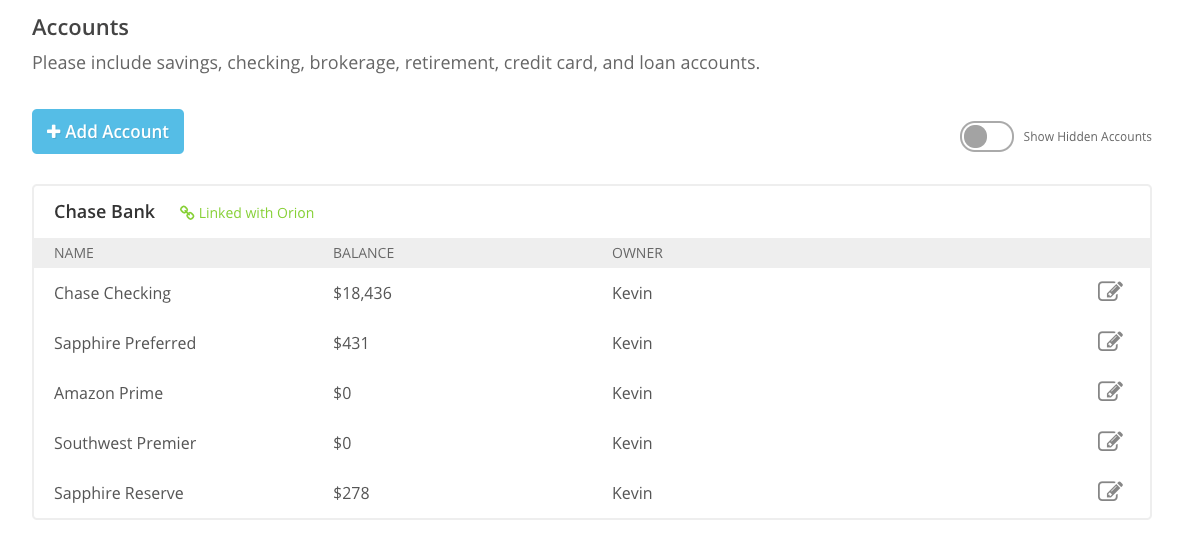 Accounts
Please include savings, checking, brokerage, retirement, credit card, and loan accounts.
Add Account
Show Hidden Accounts
Chase Bank Linked with Orion
NAME BALANCE OWNER
Chase Checking $18,436 Kevin
Sapphire Preferred $431 Kevin
Amazon Prime $0 Kevin
Southwest Premier $0 Kevin
Sapphire Reserve $278 Kevin